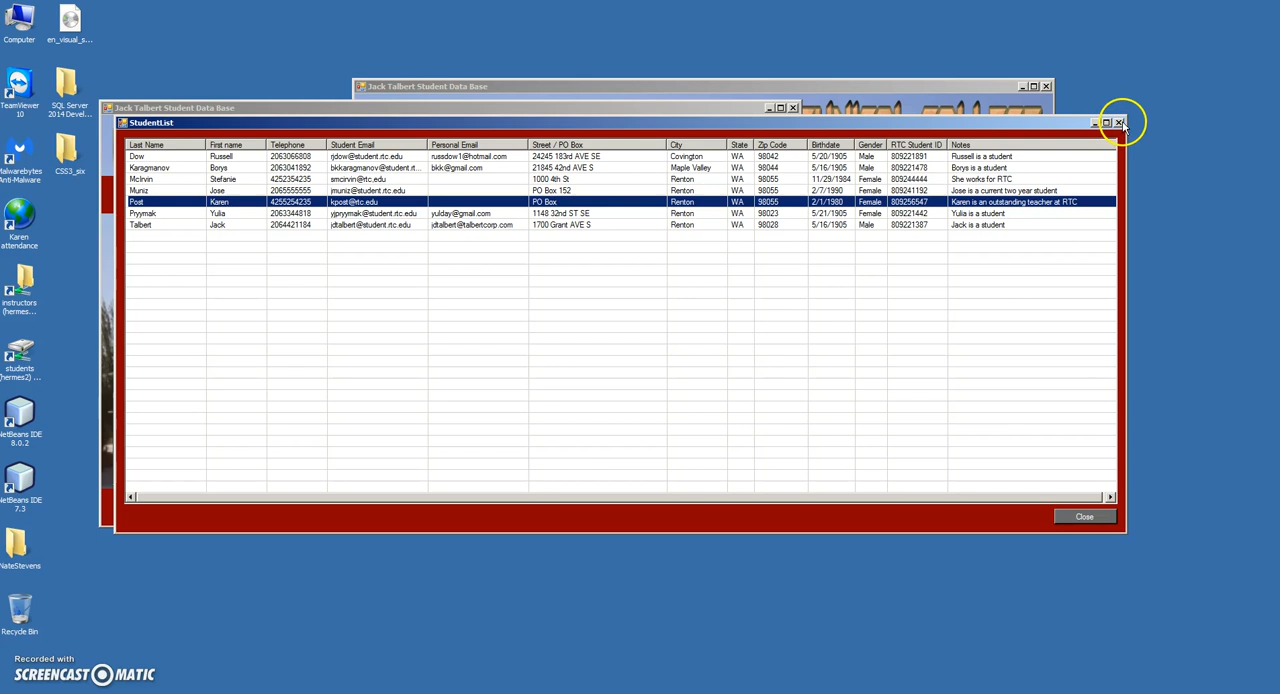 Computer
en_visual_s...
TeamViewer 10
SQL Server 2014 Devel...
Malwarebytes Anti-Malware
CSS3_six
Karen attendance
instructors (hermes...
students (hermes2) ...
NetBeans IDE 8.0.2
NetBeans IDE 7.3
NateStevens
Recycle Bin
Jack Talbert Student Data Base
Jack Talbert Student Data Base
StudentList
Last Name First name Telephone Student Email Personal Email Street / PO Box City State Zip Code Birthdate Gender RTC Student ID Notes
Dow Russell 2063066808 rjdow@student.rtc.edu russdow1@hotmail.com 24245 183rd AVE SE Covington WA 98042 5/20/1905 Male 809221891 Russell is a student
Karagmanov Borys 2063041892 bkkaragmanov@student.rt... bkk@gmail.com 21845 42nd AVE S Maple Valley WA 98044 5/16/1905 Male 809221478 Borys is a student
McIrvin Stefanie 4252354235 smcirvin@rtc,edu 1000 4th St Renton WA 98055 11/29/1984 Female 809244444 She works for RTC
Muniz Jose 2065555555 jmuniz@student.rtc.edu PO Box 152 Renton WA 98055 2/7/1990 Male 809241192 Jose is a current two year student
Post Karen 4255254235 kpost@rtc.edu PO Box Renton WA 98055 2/1/1980 Female 809256547 Karen is an outstanding teacher at RTC
Pryymak Yulia 2063344818 yjpryymak@student.rtc.edu yulday@gmail.com 1148 32nd ST SE Renton WA 98023 5/21/1905 Female 809221442 Yulia is a student
Talbert Jack 2064421184 jdtalbert@student.rtc.edu jdtalbert@talbertcorp.com 1700 Grant AVE S Renton WA 98028 5/16/1905 Male 809221387 Jack is a student
Close
Recorded with
SCREENCAST MATIC